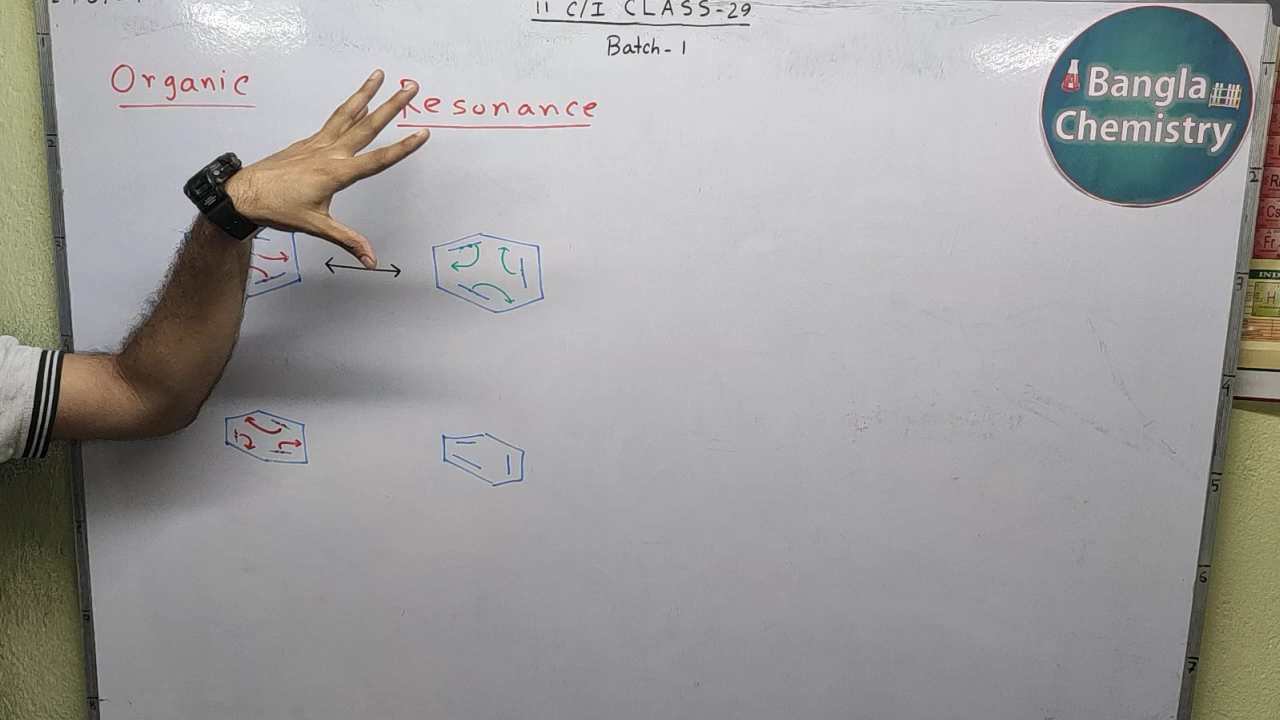 11 C/I CLASS-29
Batch-1
Organic
Resonance
Bangla
Chemistry